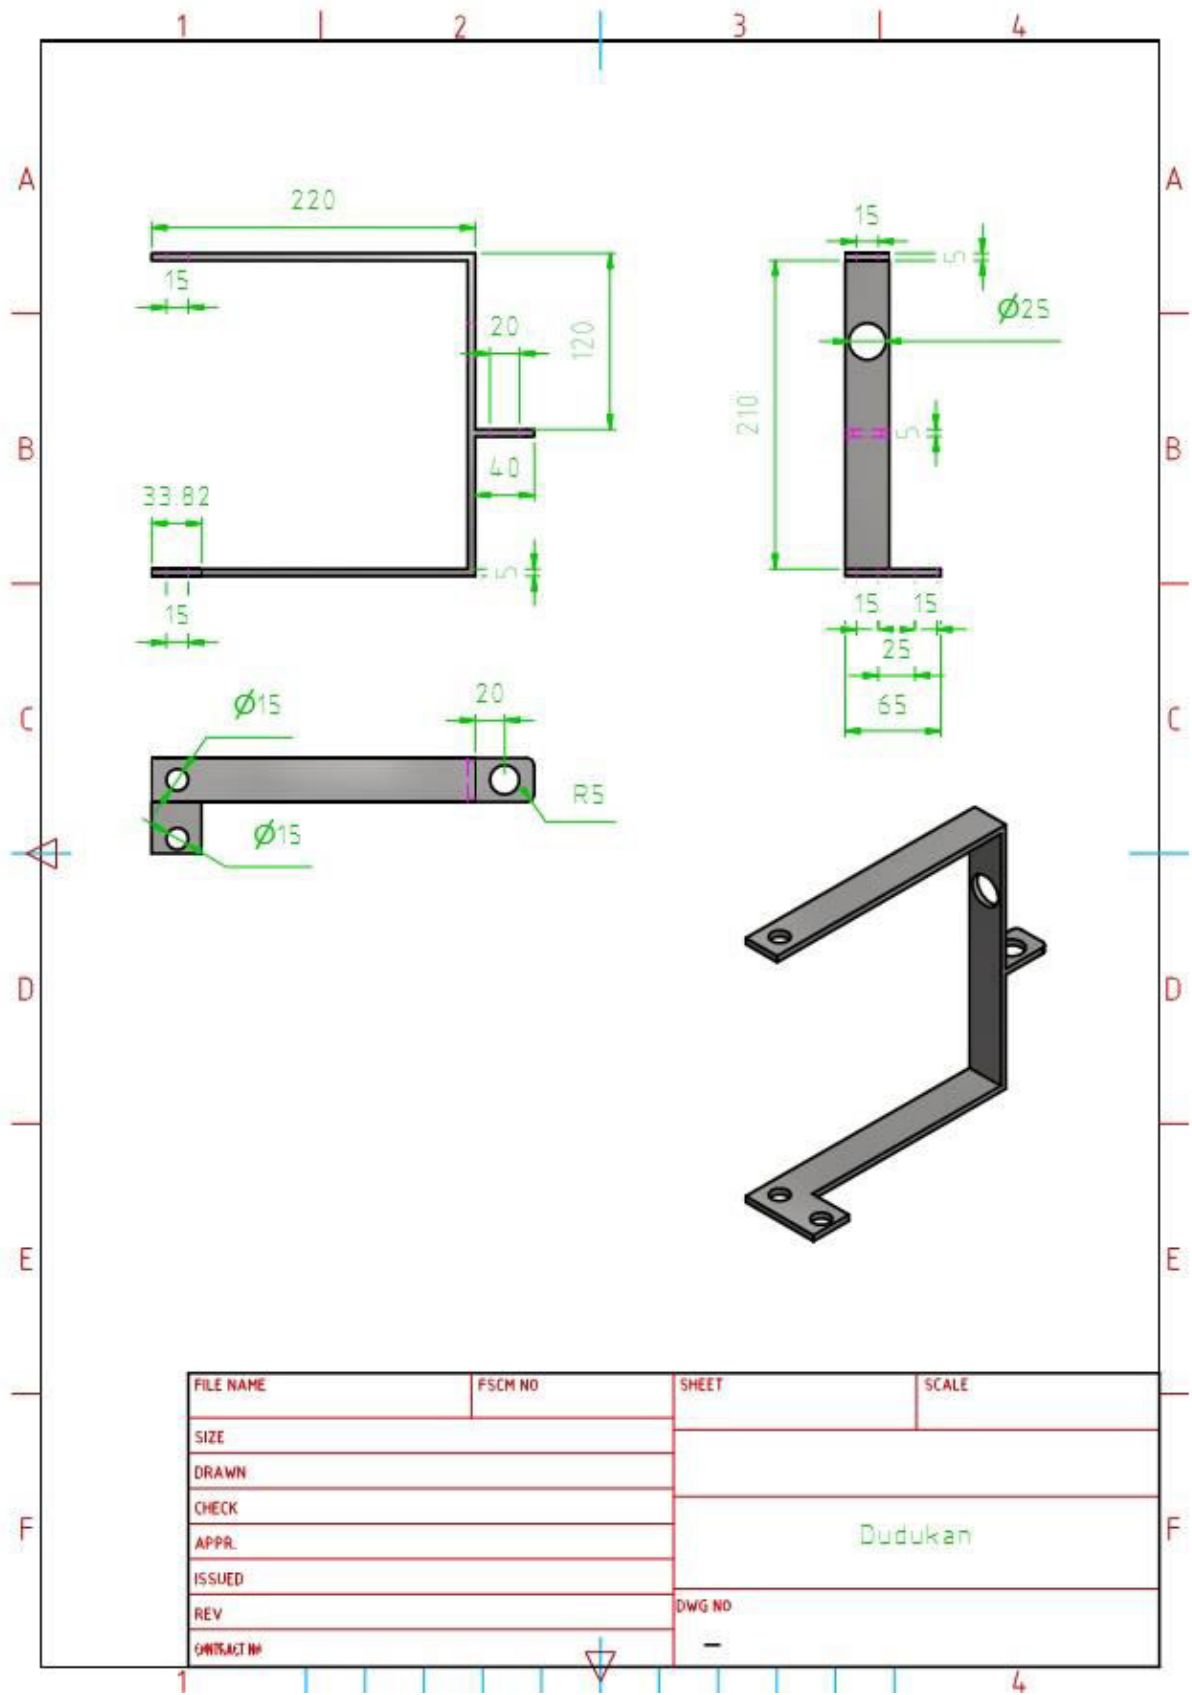 1 2 3 4
A A
220
15
15
5
Ø25
20
120
210
B B
5
40
33.82
5
15
15 15
25
65
C C
Ø15
20
R5
Ø15
D D
E E
FILE NAME FSCM NO SHEET SCALE
SIZE
DRAWN
CHECK
F F
APPR.
Dudukan
ISSUED
REV
DWG NO
CONTRACT NO
–
1 4